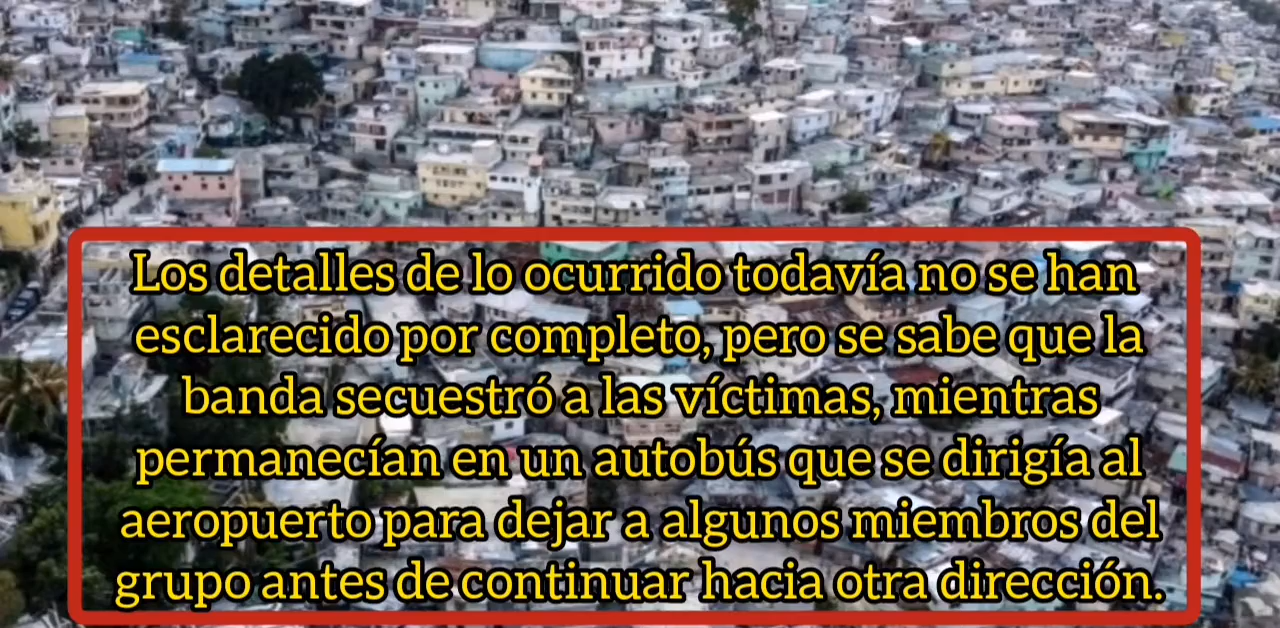 Los detalles de lo ocurrido todavía no se han
esclarecido por completo, pero se sabe que la
banda secuestró a las víctimas, mientras
permanecían en un autobús que se dirigía al
aeropuerto para dejar a algunos miembros del
grupo antes de continuar hacia otra dirección.